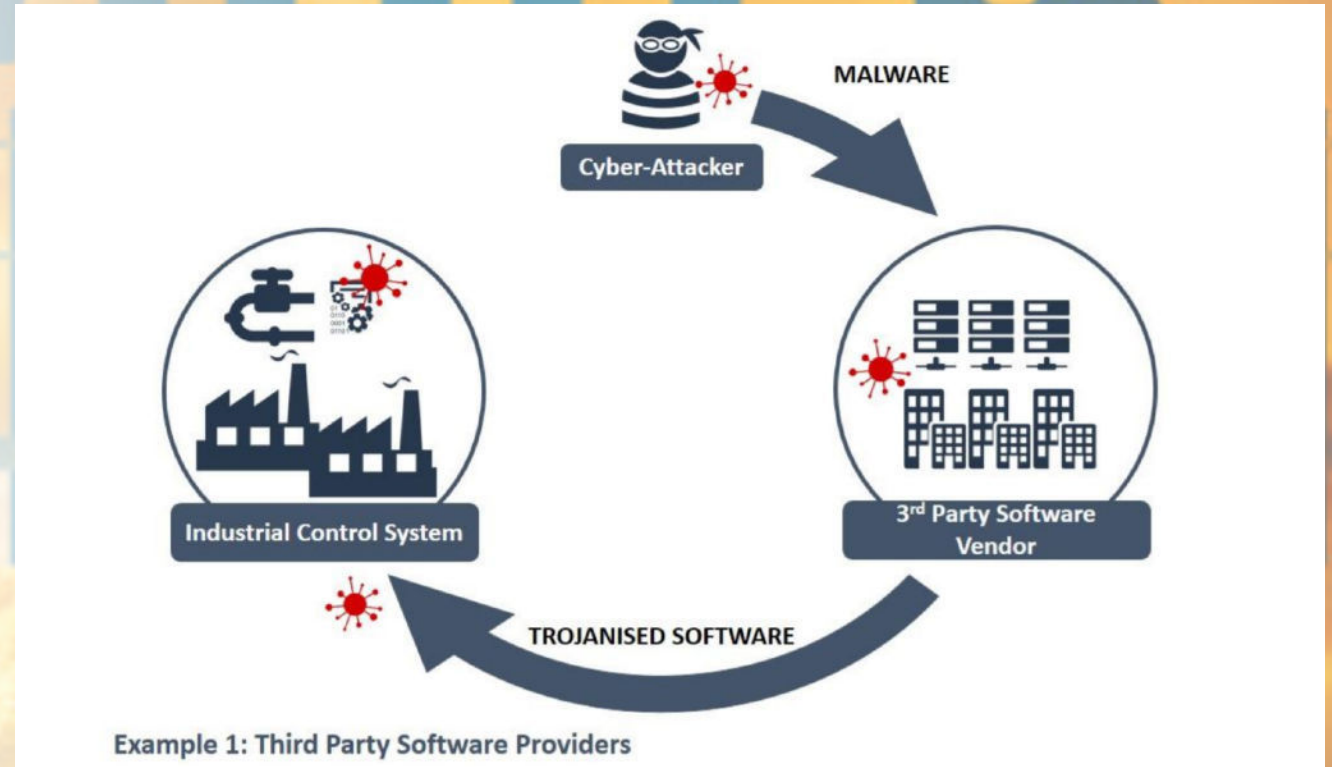 MALWARE
Cyber-Attacker
Industrial Control System
3rd Party Software
Vendor
TROJANISED SOFTWARE
Example 1: Third Party Software Providers